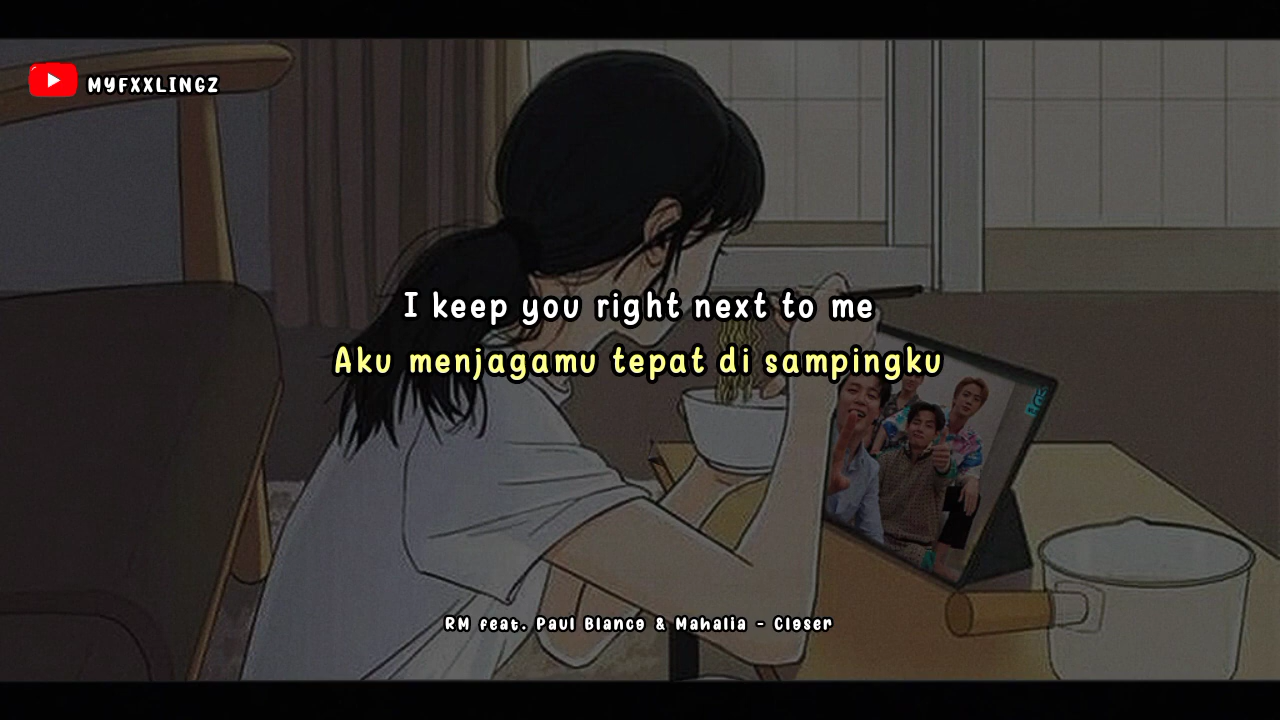 MYFXXLINGZ
I keep you right next to me
Aku menjagamu tepat di sampingku
RM feat. Paul Blanco & Mahalia - Closer